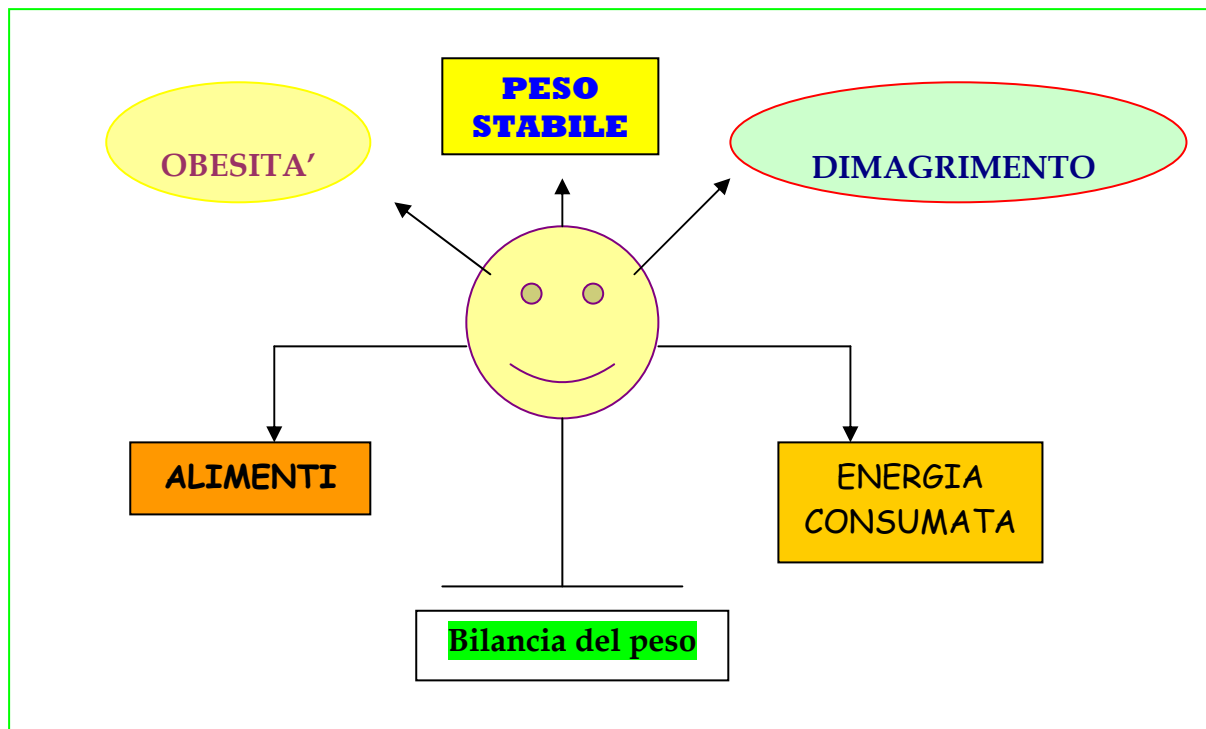 PESO
STABILE
OBESITA’
DIMAGRIMENTO
ALIMENTI
ENERGIA
CONSUMATA
Bilancia del peso